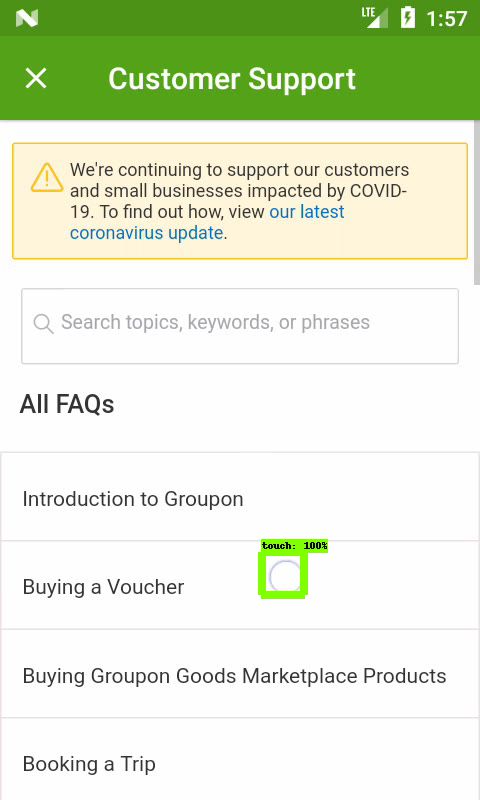 LTE 1:57
Customer Support
We're continuing to support our customers
and small businesses impacted by COVID-
19. To find out how, view our latest
coronavirus update.
Search topics, keywords, or phrases
All FAQs
Introduction to Groupon
touch: 100%
Buying a Voucher
Buying Groupon Goods Marketplace Products
Booking a Trip